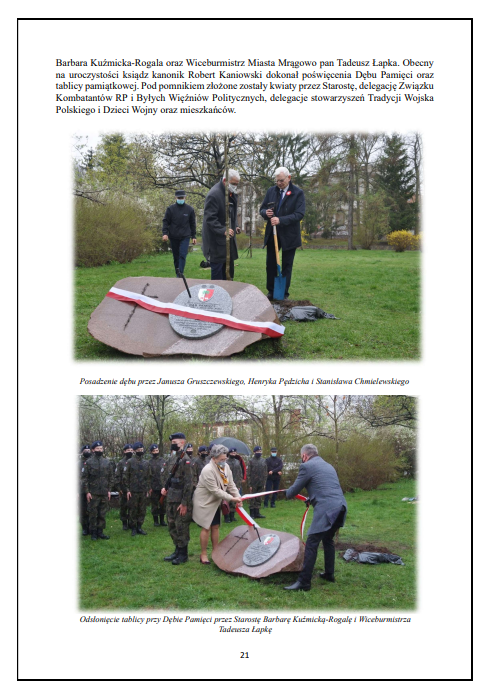 Barbara Kuźmicka-Rogala oraz Wiceburmistrz Miasta Mrągowo pan Tadeusz Łapka. Obecny
na uroczystości ksiądz kanonik Robert Kaniowski dokonał poświęcenia Dębu Pamięci oraz
tablicy pamiątkowej. Pod pomnikiem złożone zostały kwiaty przez Starostę, delegację Związku
Kombatantów RP i Byłych Więźniów Politycznych, delegacje stowarzyszeń Tradycji Wojska
Polskiego i Dzieci Wojny oraz mieszkańców.
Posadzenie dębu przez Janusza Gruszczewskiego, Henryka Pędzicha i Stanisława Chmielewskiego
Odsłonięcie tablicy przy Dębie Pamięci przez Starostę Barbarę Kuźmicką-Rogalę i Wiceburmistrza
Tadeusza Łapkę
21